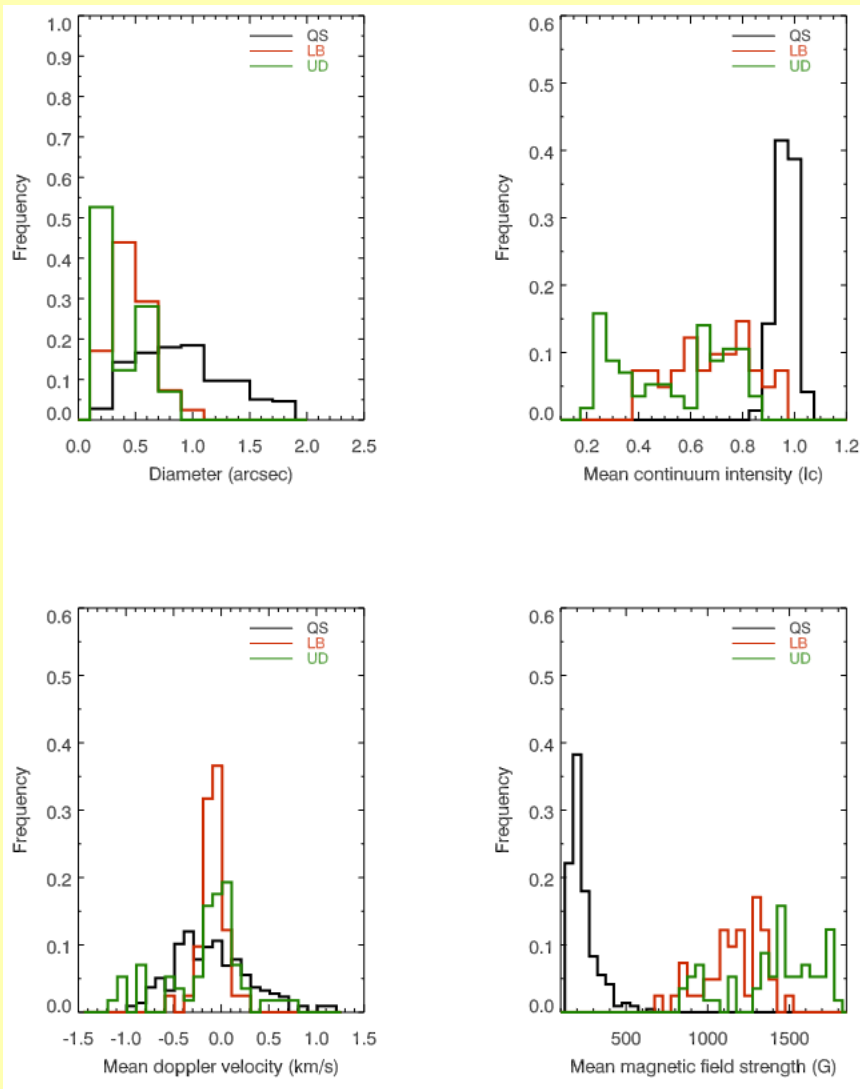 1.0
0.9
0.8
0.7
0.6
0.5
0.4
0.3
0.2
0.1
0.0
Frequency
QS
LB
UD
0.0 0.5 1.0 1.5 2.0 2.5
Diameter (arcsec)
0.6
0.5
0.4
0.3
0.2
0.1
0.0
Frequency
QS
LB
UD
0.2 0.4 0.6 0.8 1.0 1.2
Mean continuum intensity (Ic)
0.6
0.5
0.4
0.3
0.2
0.1
0.0
Frequency
QS
LB
UD
-1.5 -1.0 -0.5 0.0 0.5 1.0 1.5
Mean doppler velocity (km/s)
0.6
0.5
0.4
0.3
0.2
0.1
0.0
Frequency
QS
LB
UD
500 1000 1500
Mean magnetic field strength (G)